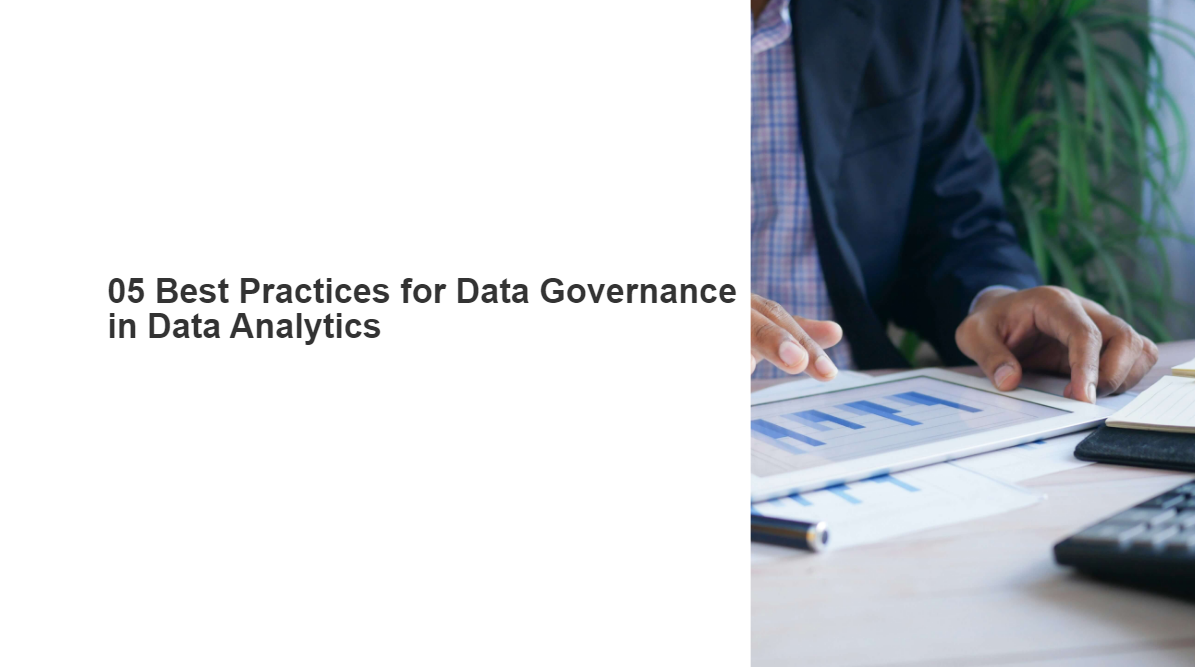 05 Best Practices for Data Governance
in Data Analytics